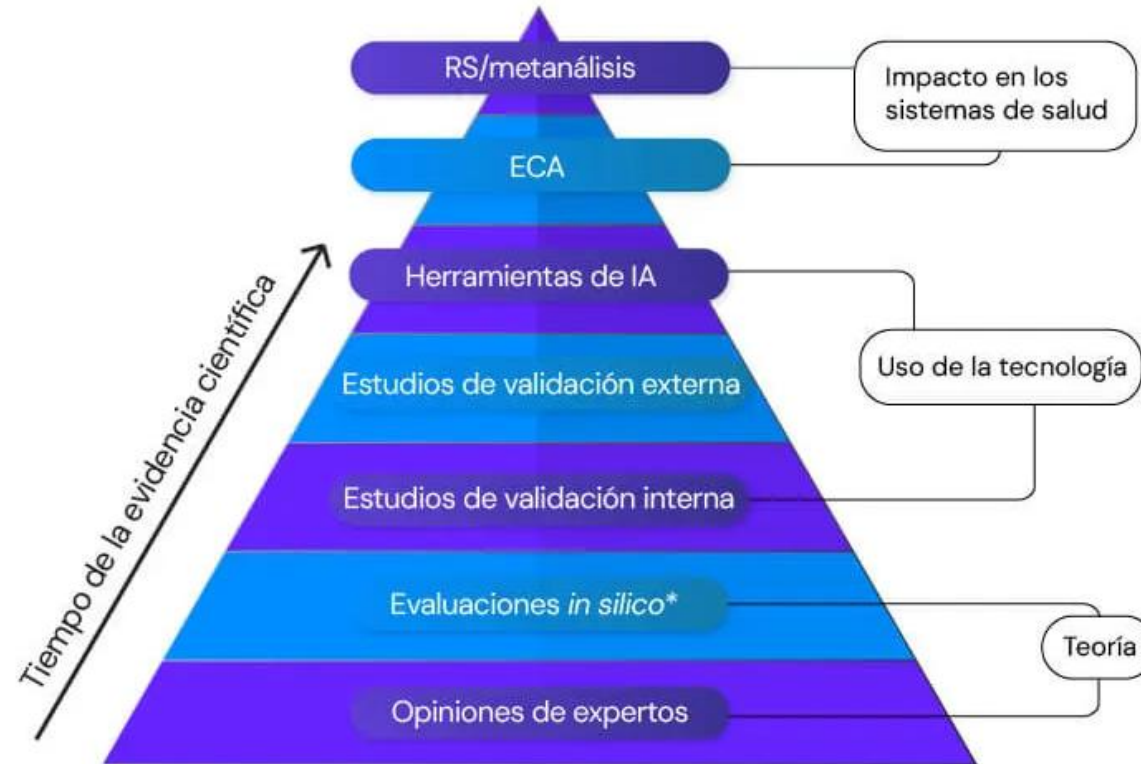 RS/metanálisis
Impacto en los
sistemas de salud
ECA
Herramientas de IA
Uso de la tecnología
Estudios de validación externa
Estudios de validación interna
Evaluaciones in silico*
Teoría
Opiniones de expertos
Tiempo de la evidencia científica